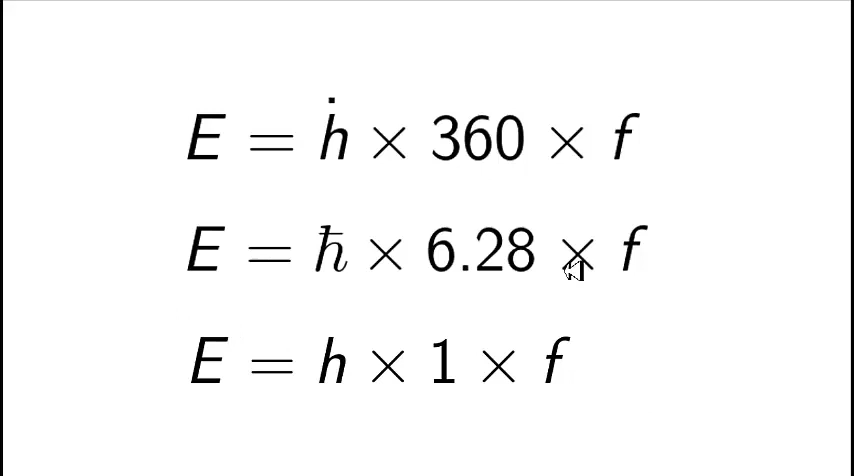 E = ḣ × 360 × f
E = ħ × 6.28 × f
E = h × 1 × f